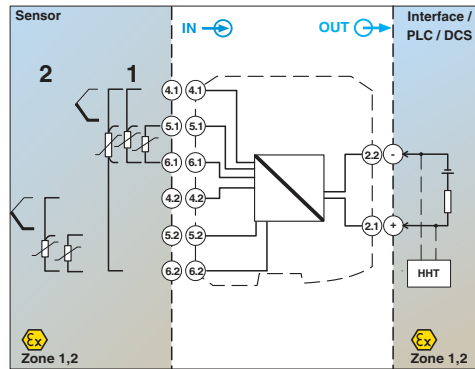 Sensor
IN
OUT
Interface /
PLC / DCS
2
1
4.1 4.1
5.1 5.1
6.1 6.1
4.2 4.2
5.2 5.2
6.2 6.2
2.2 -
2.1 +
HHT
Ex
Zone 1,2
Ex
Zone 1,2